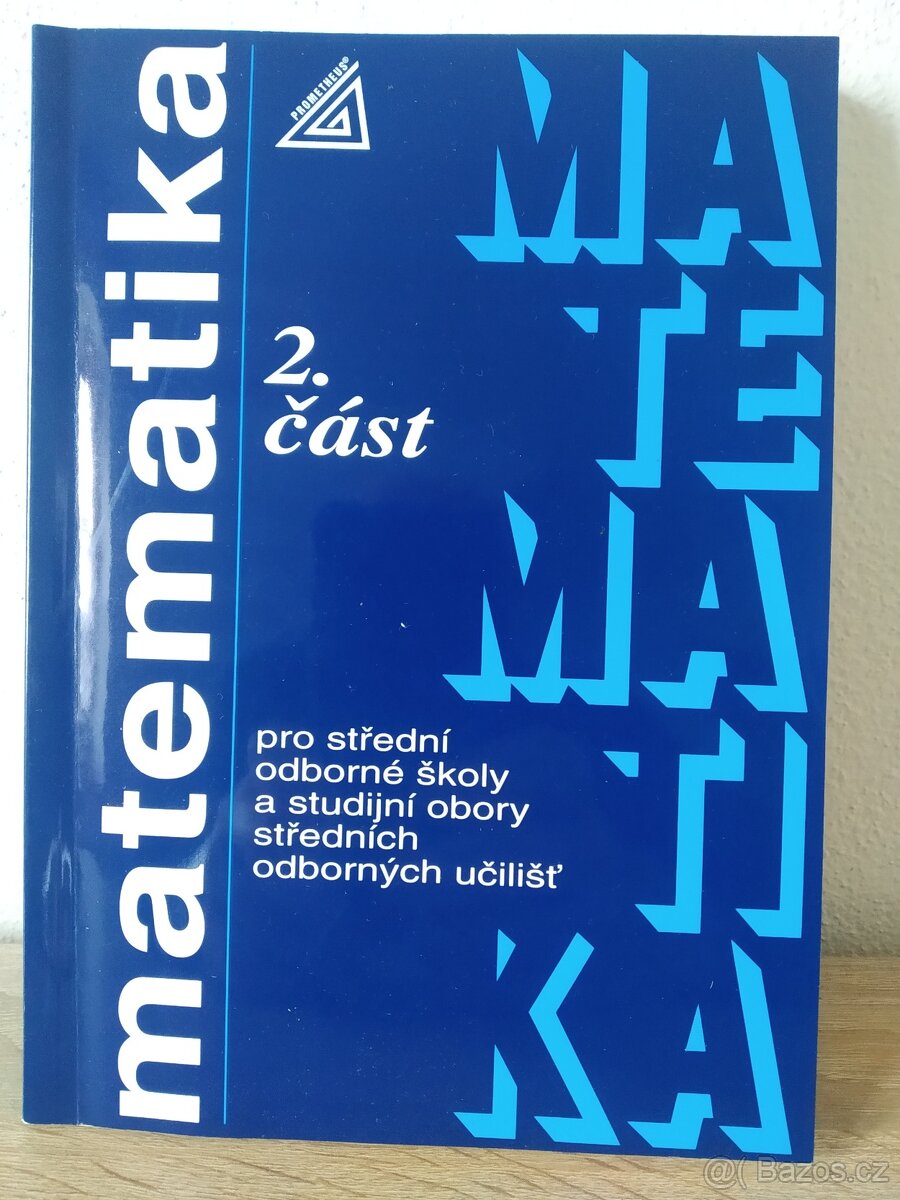 matematika
PROMETHEUS®
2.
část
pro střední
odborné školy
a studijní obory
středních
odborných učilišť
MA
TE
MA
TI
KA
@( Bazos.cz